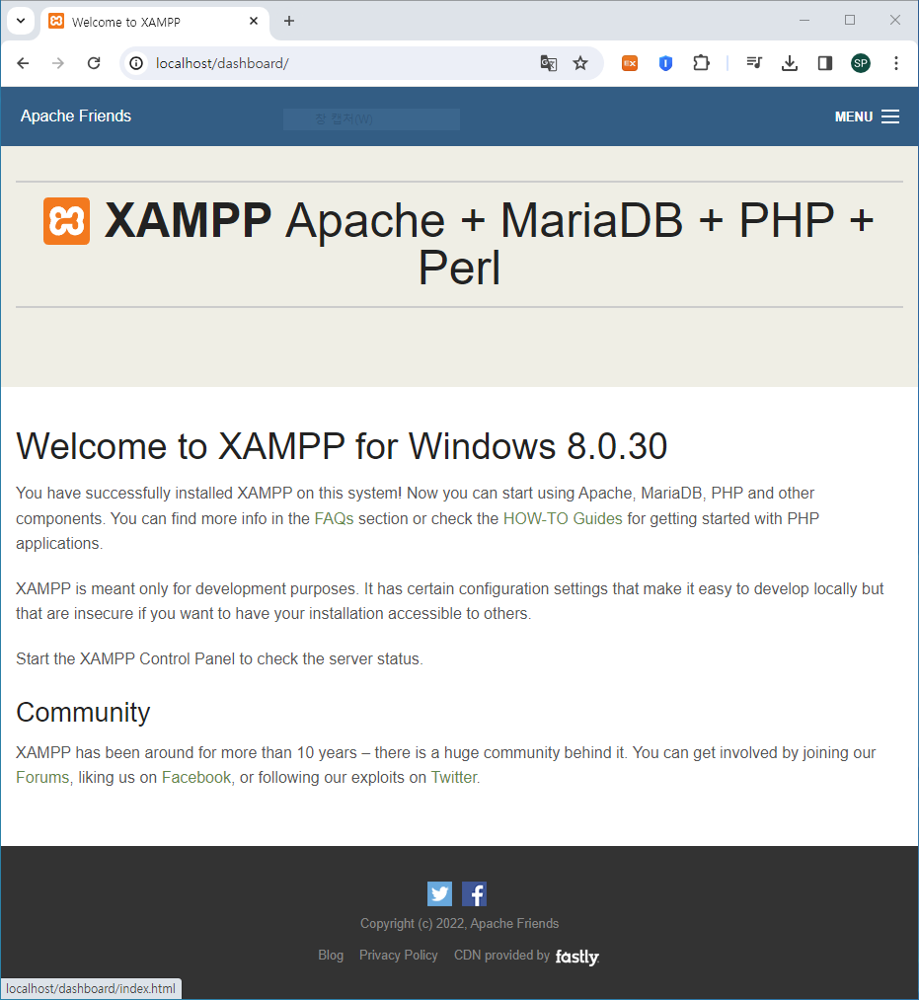 Welcome to XAMPP
localhost/dashboard/
SP
Apache Friends
창 캡처(W)
MENU
XAMPP Apache + MariaDB + PHP +
Perl
Welcome to XAMPP for Windows 8.0.30
You have successfully installed XAMPP on this system! Now you can start using Apache, MariaDB, PHP and other
components. You can find more info in the FAQs section or check the HOW-TO Guides for getting started with PHP
applications.
XAMPP is meant only for development purposes. It has certain configuration settings that make it easy to develop locally but
that are insecure if you want to have your installation accessible to others.
Start the XAMPP Control Panel to check the server status.
Community
XAMPP has been around for more than 10 years – there is a huge community behind it. You can get involved by joining our
Forums, liking us on Facebook, or following our exploits on Twitter.
Copyright (c) 2022, Apache Friends
Blog Privacy Policy CDN provided by fastly
localhost/dashboard/index.html